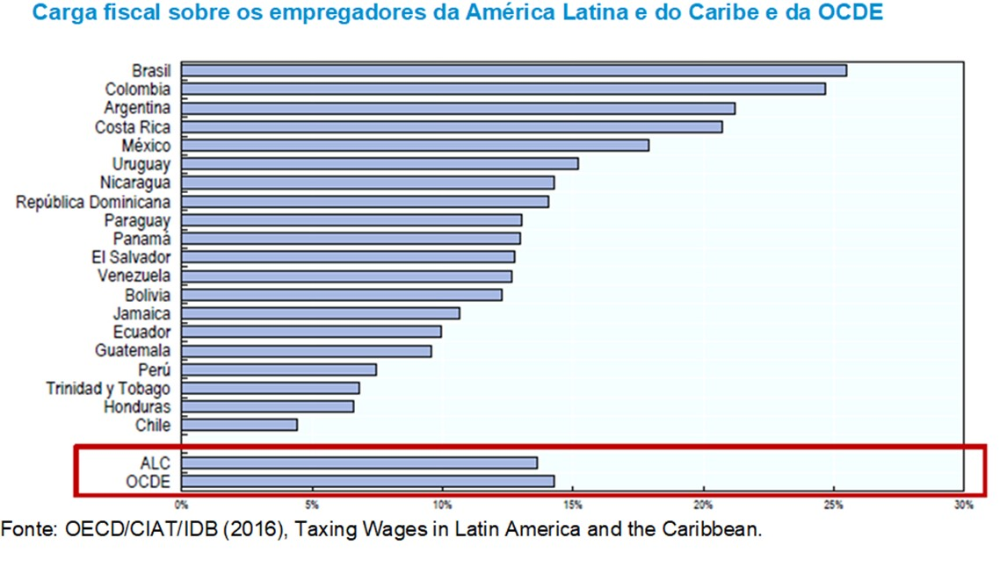 Carga fiscal sobre os empregadores da América Latina e do Caribe e da OCDE
Brasil
Colombia
Argentina
Costa Rica
México
Uruguay
Nicaragua
República Dominicana
Paraguay
Panamá
El Salvador
Venezuela
Bolivia
Jamaica
Ecuador
Guatemala
Perú
Trinidad y Tobago
Honduras
Chile
ALC
OCDE
0% 5% 10% 15% 20% 25% 30%
Fonte: OECD/CIAT/IDB (2016), Taxing Wages in Latin America and the Caribbean.